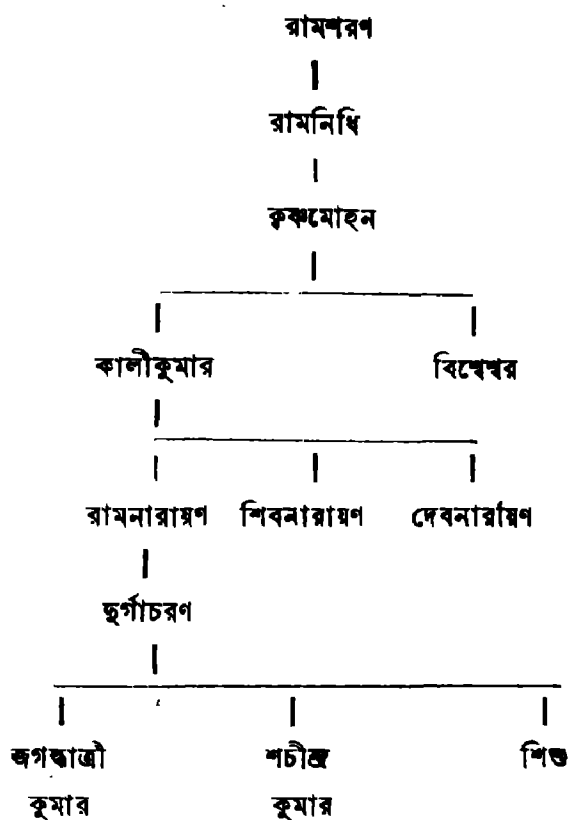 রামশরণ
রামনিধি
কৃষ্ণমোহন
কালীকুমার বিশ্বেশ্বর
রামনারায়ণ শিবনারায়ণ দেবনারায়ণ
দুর্গাচরণ
জগদ্ধাত্রী শচীন্দ্র শিশু
কুমার কুমার